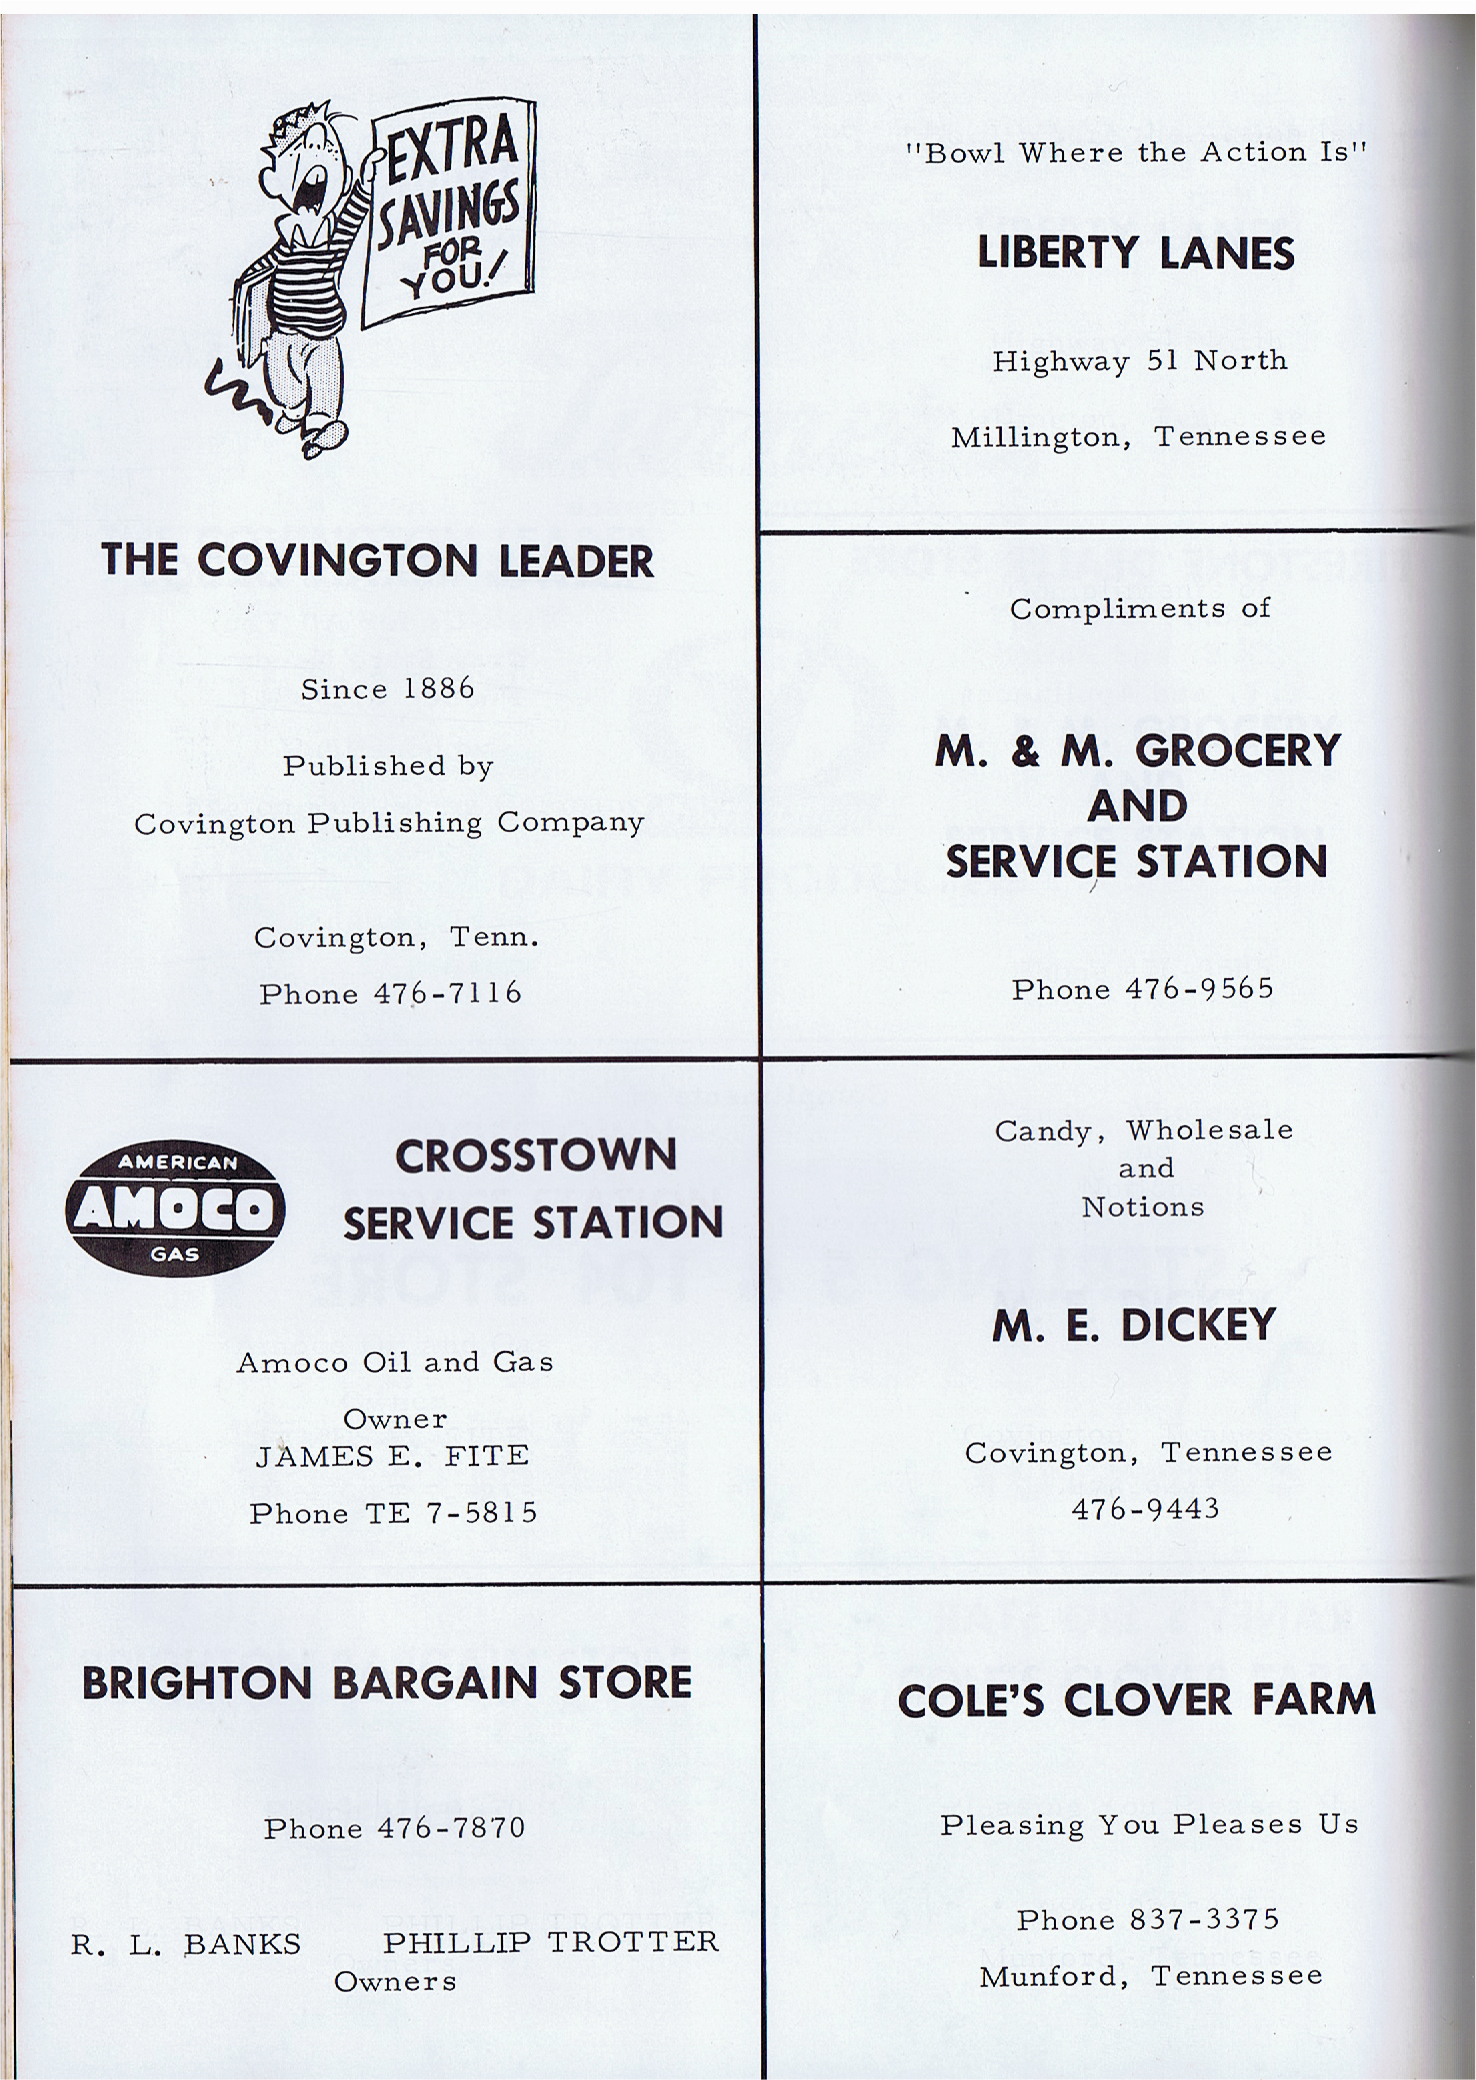 EXTRA
SAVINGS
FOR
YOU!
THE COVINGTON LEADER
Since 1886
Published by
Covington Publishing Company
Covington, Tenn.
Phone 476-7116
"Bowl Where the Action Is"
LIBERTY LANES
Highway 51 North
Millington, Tennessee
Compliments of
M. & M. GROCERY
AND
SERVICE STATION
Phone 476-9565
AMERICAN
AMOCO
GAS
CROSSTOWN
SERVICE STATION
Amoco Oil and Gas
Owner
JAMES E. FITE
Phone TE 7-5815
Candy, Wholesale
and
Notions
M. E. DICKEY
Covington, Tennessee
476-9443
BRIGHTON BARGAIN STORE
Phone 476-7870
R. L. BANKS PHILLIP TROTTER
Owners
COLE'S CLOVER FARM
Pleasing You Pleases Us
Phone 837-3375
Munford, Tennessee